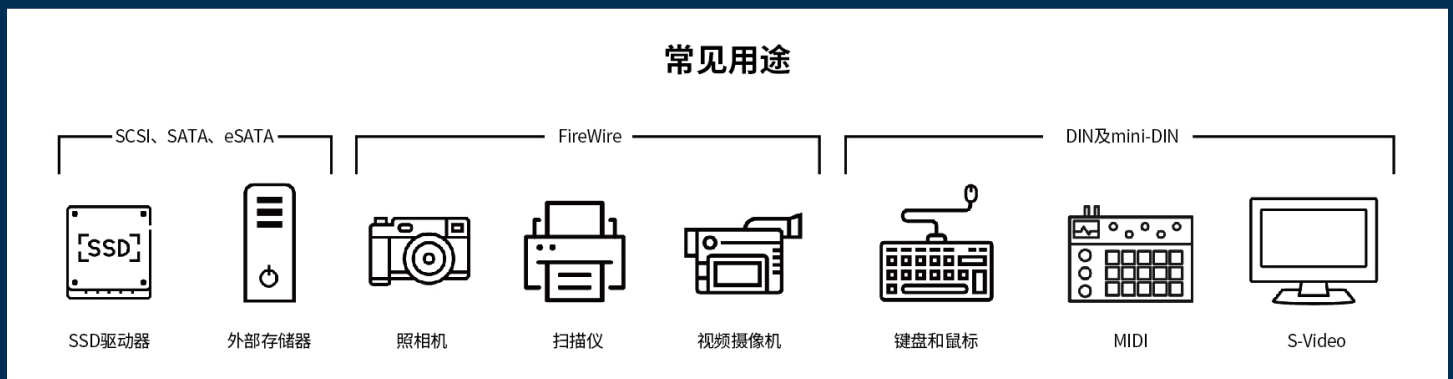 常见用途
SCSI、SATA、eSATA
FireWire
DIN及mini-DIN
SSD
SSD驱动器
外部存储器
照相机
扫描仪
视频摄像机
键盘和鼠标
MIDI
S-Video